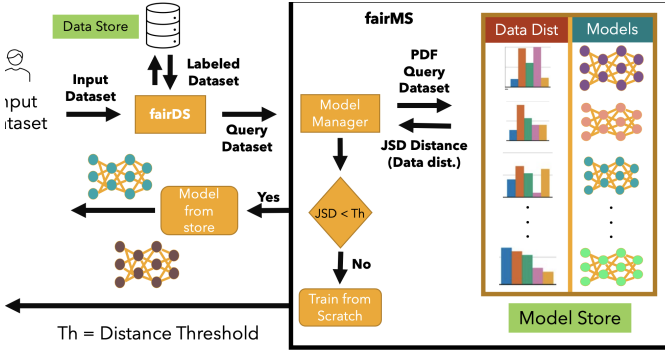 fairMS
Data Store
Labeled
Dataset
Input
Dataset
nput
taset
fairDS
Query
Dataset
Model
Manager
PDF
Query
Dataset
JSD Distance
(Data dist.)
Data Dist
Models
JSD < Th
Yes
No
Model
from
store
Train from
Scratch
Th = Distance Threshold
Model Store